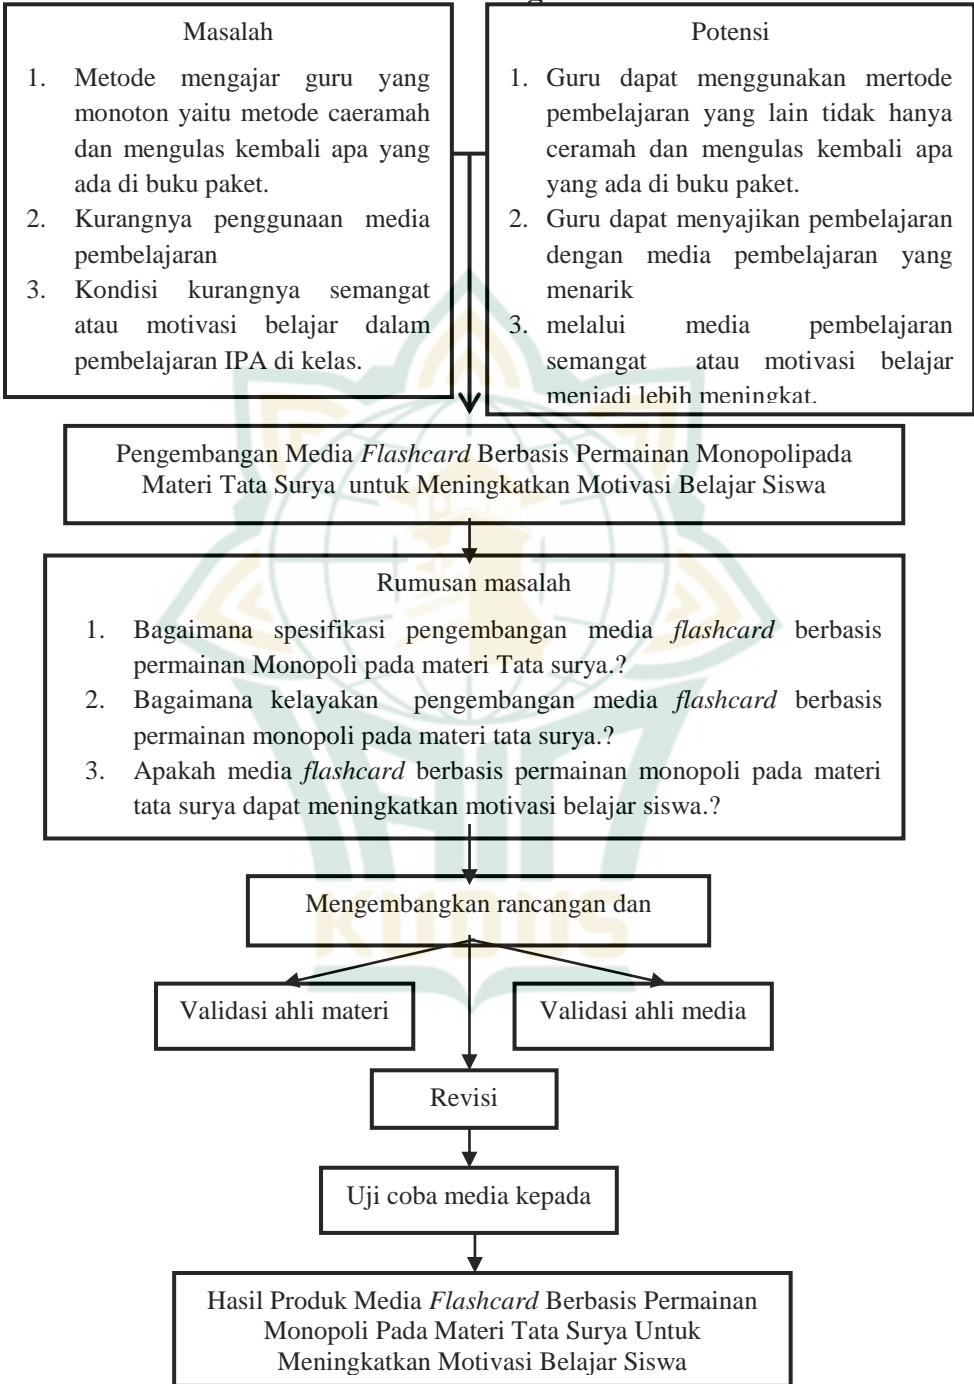 Masalah
1. Metode mengajar guru yang
monoton yaitu metode caeramah
dan mengulas kembali apa yang
ada di buku paket.
2. Kurangnya penggunaan media
pembelajaran
3. Kondisi kurangnya semangat
atau motivasi belajar dalam
pembelajaran IPA di kelas.
Potensi
1. Guru dapat menggunakan mertode
pembelajaran yang lain tidak hanya
ceramah dan mengulas kembali apa
yang ada di buku paket.
2. Guru dapat menyajikan pembelajaran
dengan media pembelajaran yang
menarik
3. melalui media pembelajaran
semangat atau motivasi belajar
menjadi lebih meningkat.
Pengembangan Media Flashcard Berbasis Permainan Monopolipada
Materi Tata Surya untuk Meningkatkan Motivasi Belajar Siswa
Rumusan masalah
1. Bagaimana spesifikasi pengembangan media flashcard berbasis
permainan Monopoli pada materi Tata surya.?
2. Bagaimana kelayakan pengembangan media flashcard berbasis
permainan monopoli pada materi tata surya.?
3. Apakah media flashcard berbasis permainan monopoli pada materi
tata surya dapat meningkatkan motivasi belajar siswa.?
Mengembangkan rancangan dan
KUDUS
Validasi ahli materi
Validasi ahli media
Revisi
Uji coba media kepada
Hasil Produk Media Flashcard Berbasis Permainan
Monopoli Pada Materi Tata Surya Untuk
Meningkatkan Motivasi Belajar Siswa